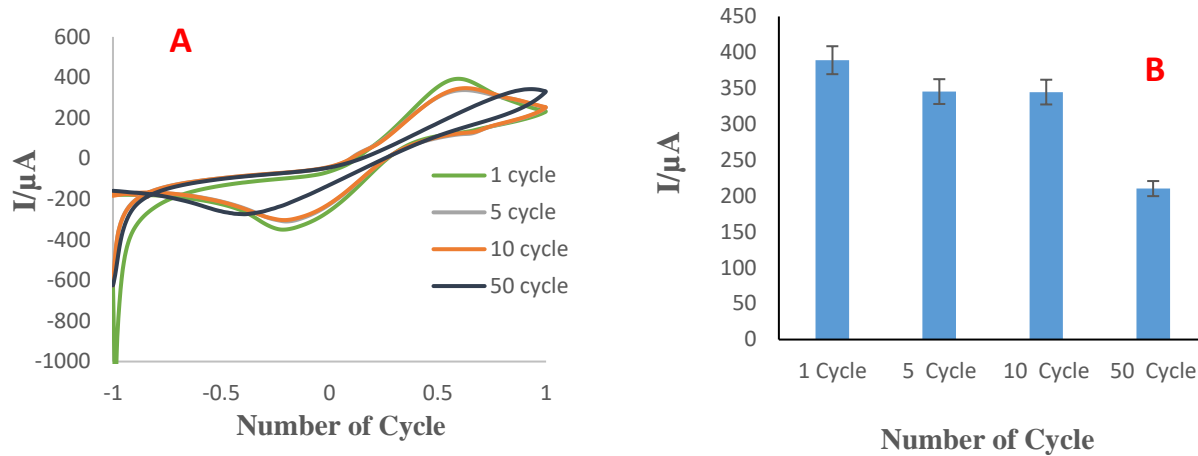 A
600
400
200
0
-200
-400
-600
-800
-1000
I/µA
-1 -0.5 0 0.5 1
Number of Cycle
1 cycle
5 cycle
10 cycle
50 cycle
B
450
400
350
300
250
200
150
100
50
0
I/µA
1 Cycle 5 Cycle 10 Cycle 50 Cycle
Number of Cycle